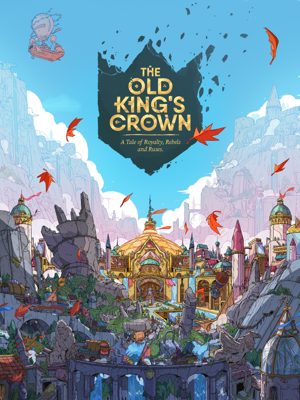 THE
OLD
KING'S
CROWN
A Tale of Royalty, Rebels
and Ruses.